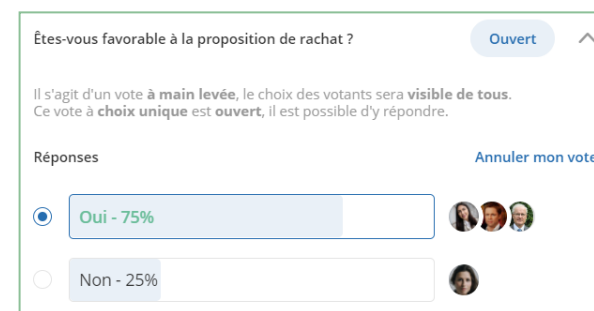 Êtes-vous favorable à la proposition de rachat ?
Ouvert
Il s'agit d'un vote à main levée, le choix des votants sera visible de tous.
Ce vote à choix unique est ouvert, il est possible d'y répondre.
Réponses
Annuler mon vote
Oui - 75%
Non - 25%